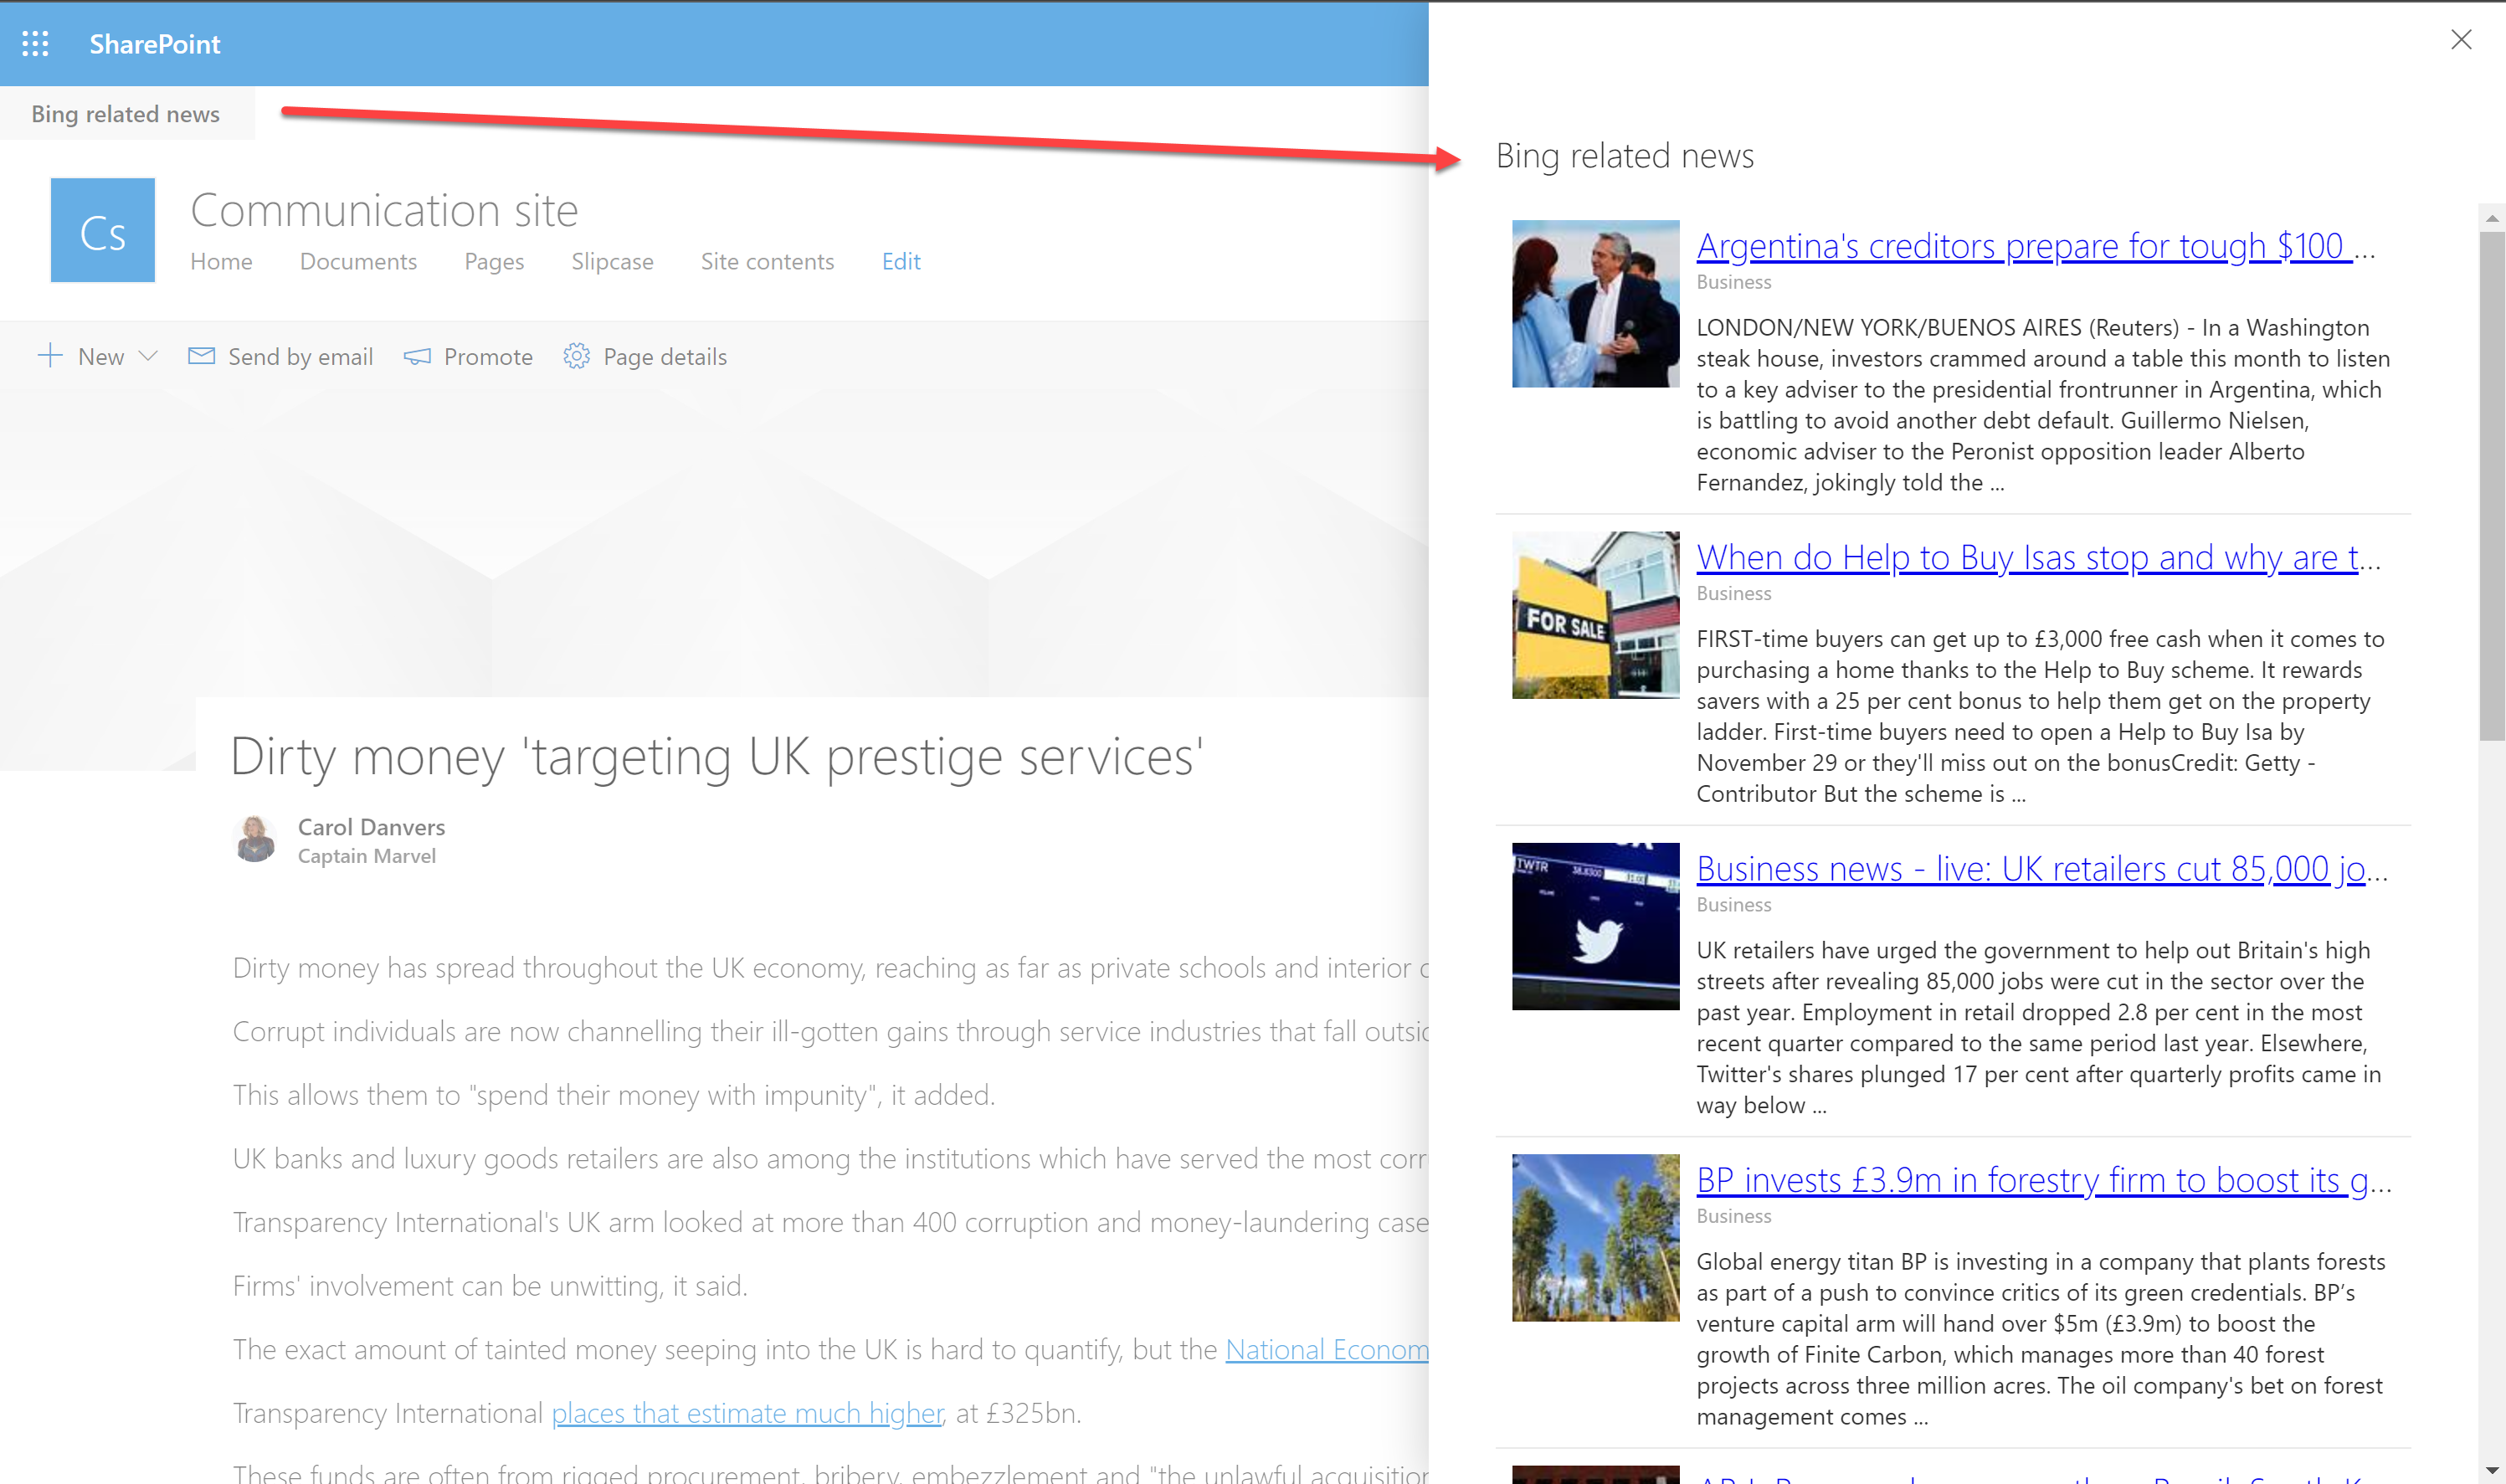 SharePoint
Bing related news
Cs
Communication site
Home Documents Pages Slipcase Site contents Edit
New Send by email Promote Page details
Dirty money 'targeting UK prestige services'
Carol Danvers
Captain Marvel
Dirty money has spread throughout the UK economy, reaching as far as private schools and interior
Corrupt individuals are now channelling their ill-gotten gains through service industries that fall
This allows them to "spend their money with impunity", it added.
UK banks and luxury goods retailers are also among the institutions which have served the most
Transparency International's UK arm looked at more than 400 corruption and money-laundering case
Firms' involvement can be unwitting, it said.
The exact amount of tainted money seeping into the UK is hard to quantify, but the National Econom
Transparency International places that estimate much higher, at £325bn.
These funds are often from rigged procurement, bribery, embezzlement and "the unlawful acquisition
Bing related news
Argentina's creditors prepare for tough $100 ...
Business
LONDON/NEW YORK/BUENOS AIRES (Reuters) - In a Washington
steak house, investors crammed around a table this month to listen
to a key adviser to the presidential frontrunner in Argentina, which
is battling to avoid another debt default. Guillermo Nielsen,
economic adviser to the Peronist opposition leader Alberto
Fernandez, jokingly told the ...
FOR SALE
When do Help to Buy Isas stop and why are t...
Business
FIRST-time buyers can get up to £3,000 free cash when it comes to
purchasing a home thanks to the Help to Buy scheme. It rewards
savers with a 25 per cent bonus to help them get on the property
ladder. First-time buyers need to open a Help to Buy Isa by
November 29 or they'll miss out on the bonusCredit: Getty -
Contributor But the scheme is ...
TWTR
Business news - live: UK retailers cut 85,000 jo...
Business
UK retailers have urged the government to help out Britain's high
streets after revealing 85,000 jobs were cut in the sector over the
past year. Employment in retail dropped 2.8 per cent in the most
recent quarter compared to the same period last year. Elsewhere,
Twitter's shares plunged 17 per cent after quarterly profits came in
way below ...
BP invests £3.9m in forestry firm to boost its g...
Business
Global energy titan BP is investing in a company that plants forests
as part of a push to convince critics of its green credentials. BP’s
venture capital arm will hand over $5m (£3.9m) to boost the
growth of Finite Carbon, which manages more than 40 forest
projects across three million acres. The oil company's bet on forest
management comes ...